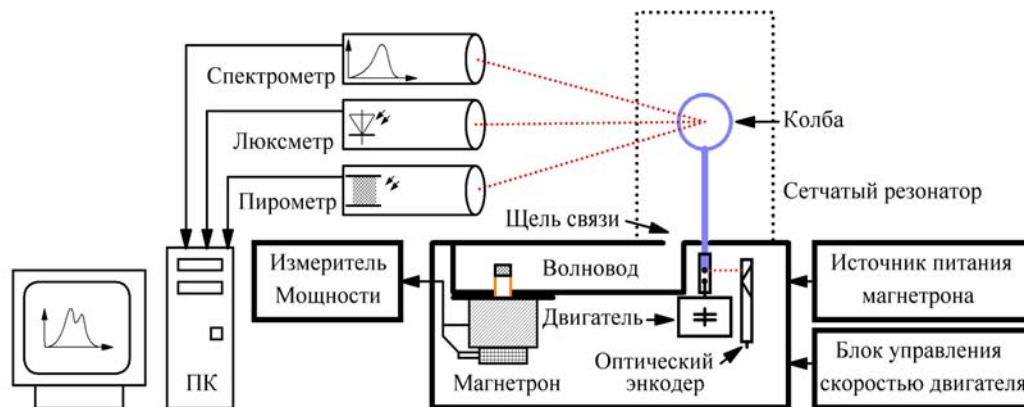 Спектрометр
Люксметр
Пирометр
Колба
Сетчатый резонатор
Щель связи
Измеритель
Мощности
Волновод
Источник питания
магнетрона
Двигатель
Оптический
энкодер
Магнетрон
Блок управления
скоростью двигателя
ПК